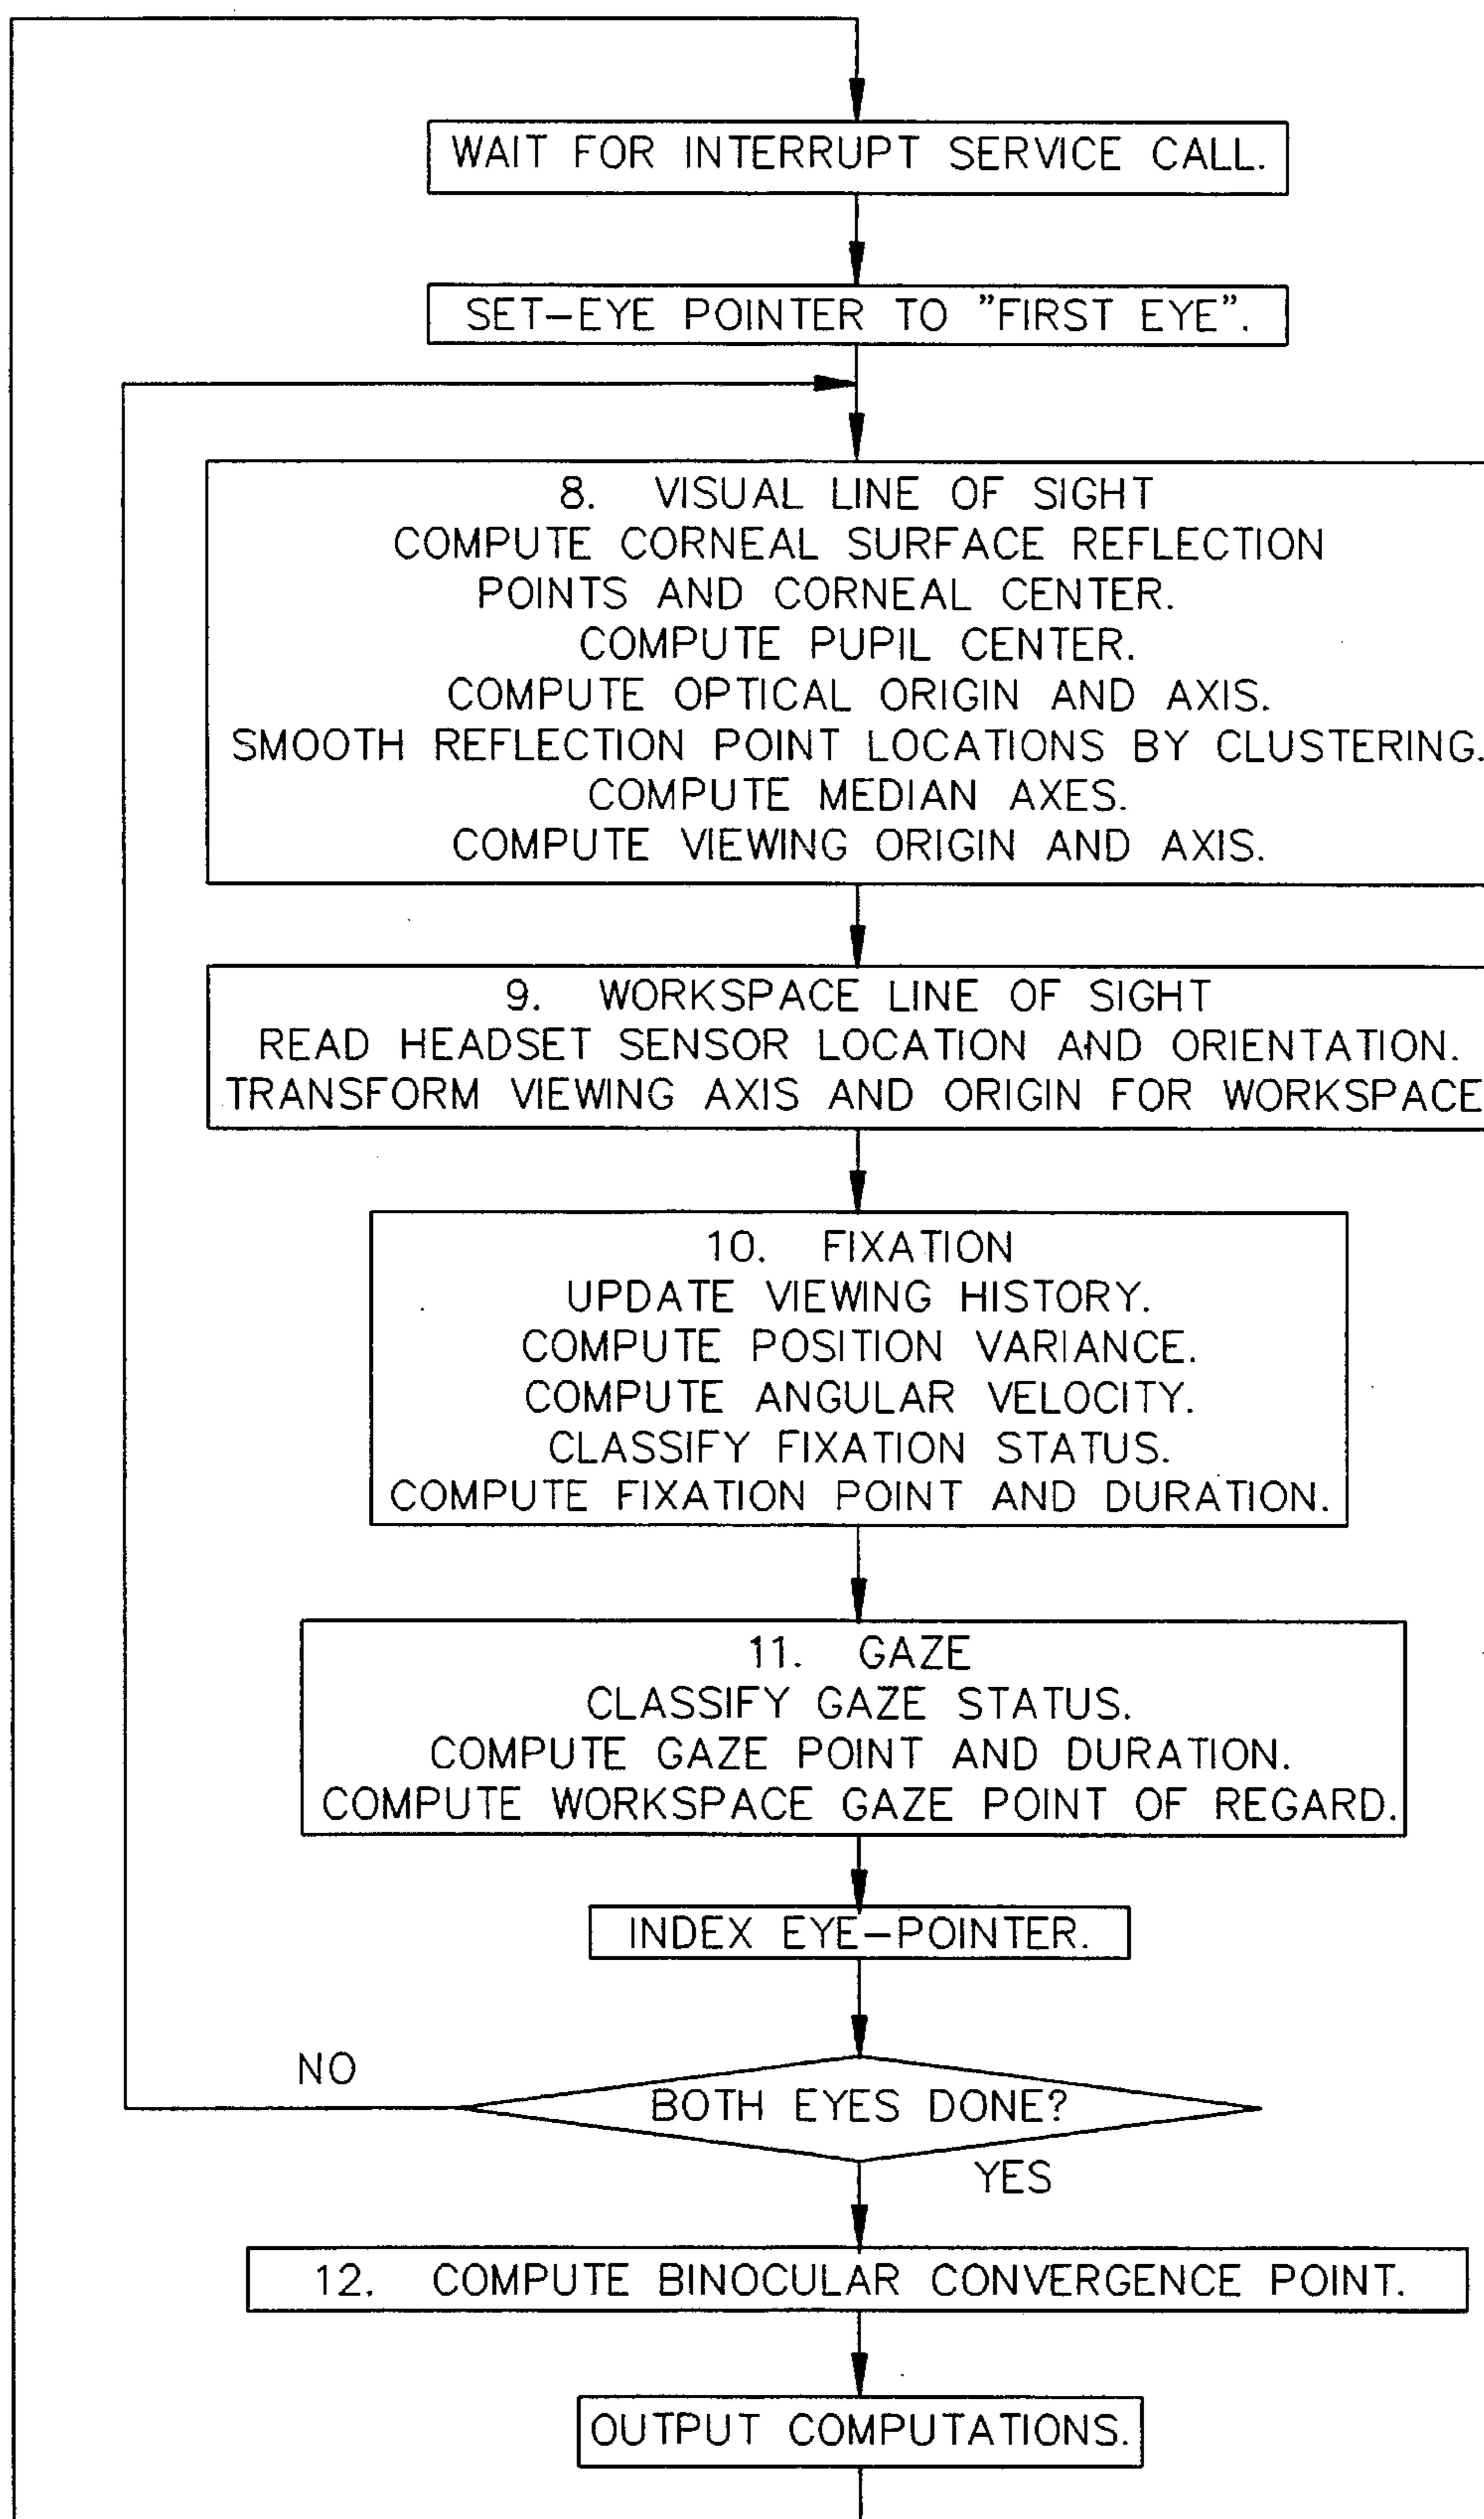 WAIT FOR INTERRUPT SERVICE CALL.
SET-EYE POINTER TO "FIRST EYE".
8. VISUAL LINE OF SIGHT
COMPUTE CORNEAL SURFACE REFLECTION
POINTS AND CORNEAL CENTER.
COMPUTE PUPIL CENTER.
COMPUTE OPTICAL ORIGIN AND AXIS.
SMOOTH REFLECTION POINT LOCATIONS BY CLUSTERING.
COMPUTE MEDIAN AXES.
COMPUTE VIEWING ORIGIN AND AXIS.
9. WORKSPACE LINE OF SIGHT
READ HEADSET SENSOR LOCATION AND ORIENTATION.
TRANSFORM VIEWING AXIS AND ORIGIN FOR WORKSPACE
10. FIXATION
UPDATE VIEWING HISTORY.
COMPUTE POSITION VARIANCE.
COMPUTE ANGULAR VELOCITY.
CLASSIFY FIXATION STATUS.
COMPUTE FIXATION POINT AND DURATION.
11. GAZE
CLASSIFY GAZE STATUS.
COMPUTE GAZE POINT AND DURATION.
COMPUTE WORKSPACE GAZE POINT OF REGARD.
INDEX EYE-POINTER.
NO
BOTH EYES DONE?
YES
12. COMPUTE BINOCULAR CONVERGENCE POINT.
OUTPUT COMPUTATIONS.